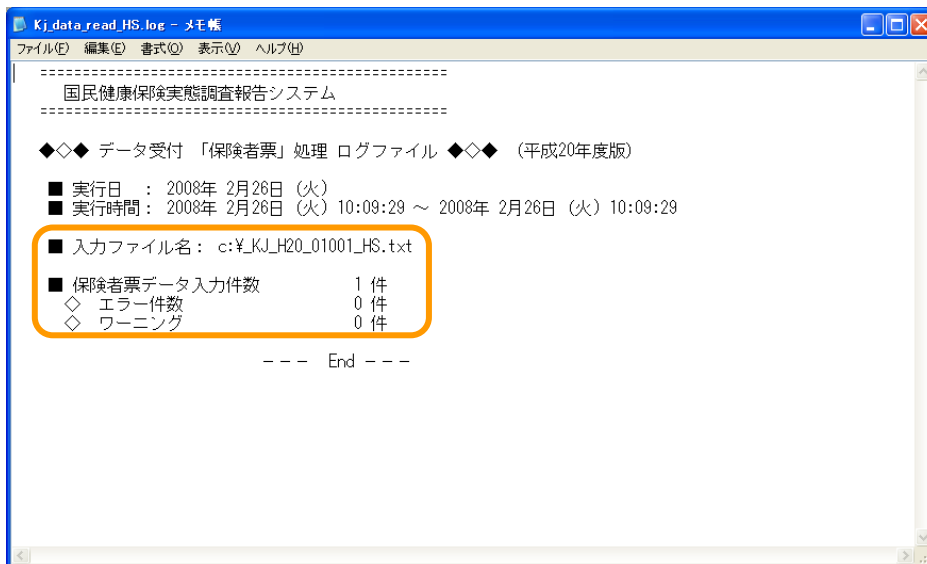 Kj_data_read_HS.log - メモ帳
ファイル(F) 編集(E) 書式(O) 表示(V) ヘルプ(H)
================================================
国民健康保険実態調査報告システム
================================================
◆◇◆ データ受付 「保険者票」処理 ログファイル ◆◇◆ (平成20年度版)
■ 実行日 : 2008年 2月26日 (火)
■ 実行時間: 2008年 2月26日 (火) 10:09:29 ~ 2008年 2月26日 (火) 10:09:29
■ 入力ファイル名: c:¥_KJ_H20_01001_HS.txt
■ 保険者票データ入力件数 1 件
◇ エラー件数 0 件
◇ ワーニング 0 件
--- End ---